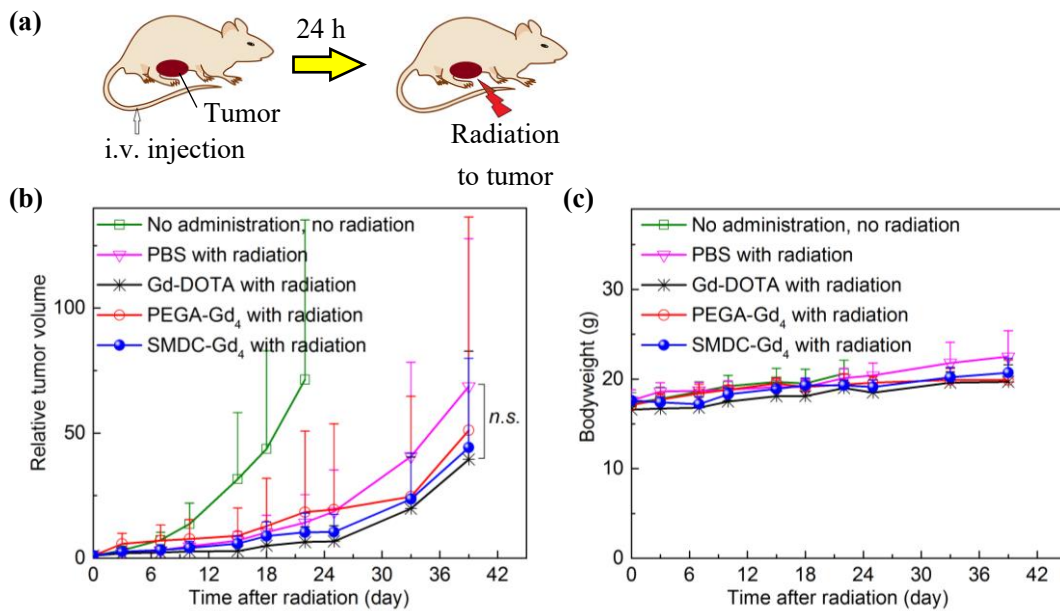 (a)
24 h
Tumor
i.v. injection
Radiation
to tumor
(b)
No administration, no radiation
PBS with radiation
Gd-DOTA with radiation
PEGA-Gd₄ with radiation
SMDC-Gd₄ with radiation
n.s.
Relative tumor volume
100
50
0
0 6 12 18 24 30 36 42
Time after radiation (day)
(c)
No administration, no radiation
PBS with radiation
Gd-DOTA with radiation
PEGA-Gd₄ with radiation
SMDC-Gd₄ with radiation
Bodyweight (g)
30
20
10
0
0 6 12 18 24 30 36 42
Time after radiation (day)